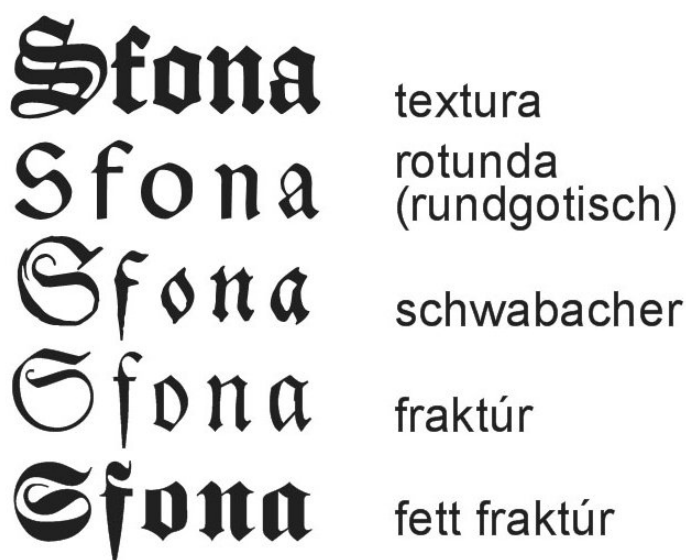 Sfona textura
Sfona rotunda
(rundgotisch)
Sfona schwabacher
Sfona fraktúr
Sfona fett fraktúr